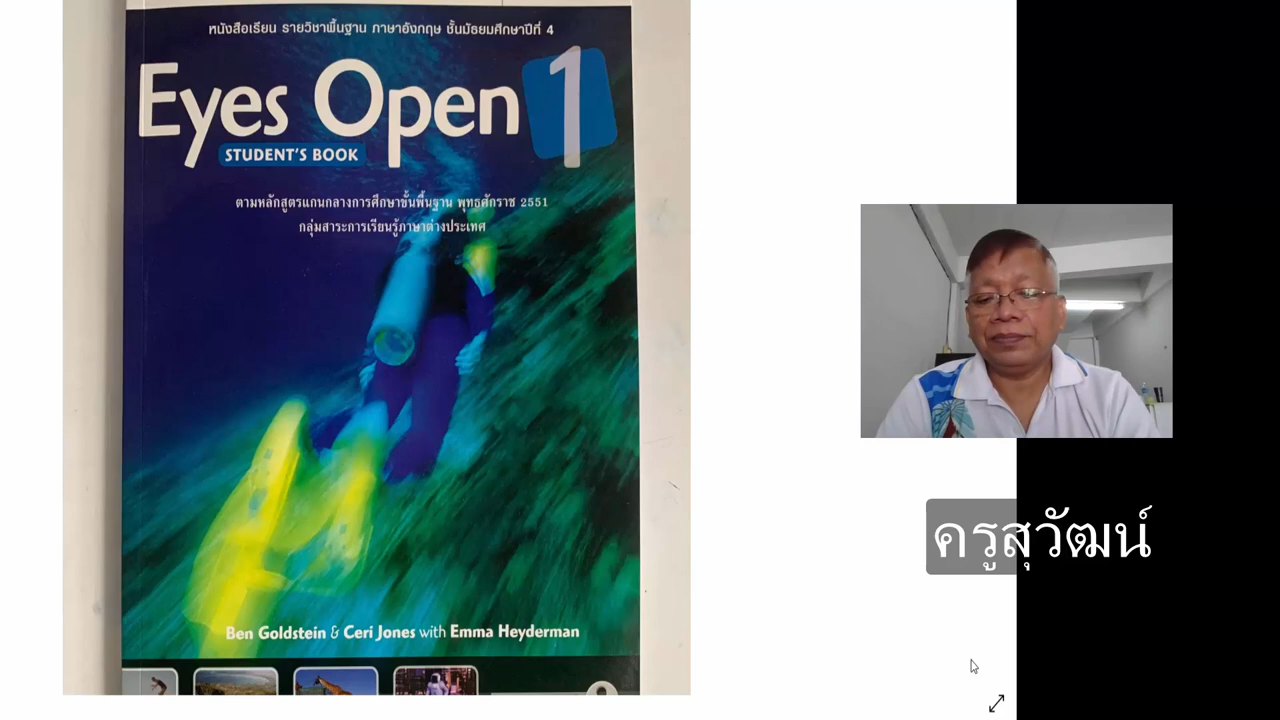 หนังสือเรียน รายวิชาพื้นฐาน ภาษาอังกฤษ ชั้นมัธยมศึกษาปีที่ 4
Eyes Open 1
STUDENT'S BOOK
ตามหลักสูตรแกนกลางการศึกษาขั้นพื้นฐาน พุทธศักราช 2551
กลุ่มสาระการเรียนรู้ภาษาต่างประเทศ
Ben Goldstein & Ceri Jones with Emma Heyderman
ครูสุวัฒน์